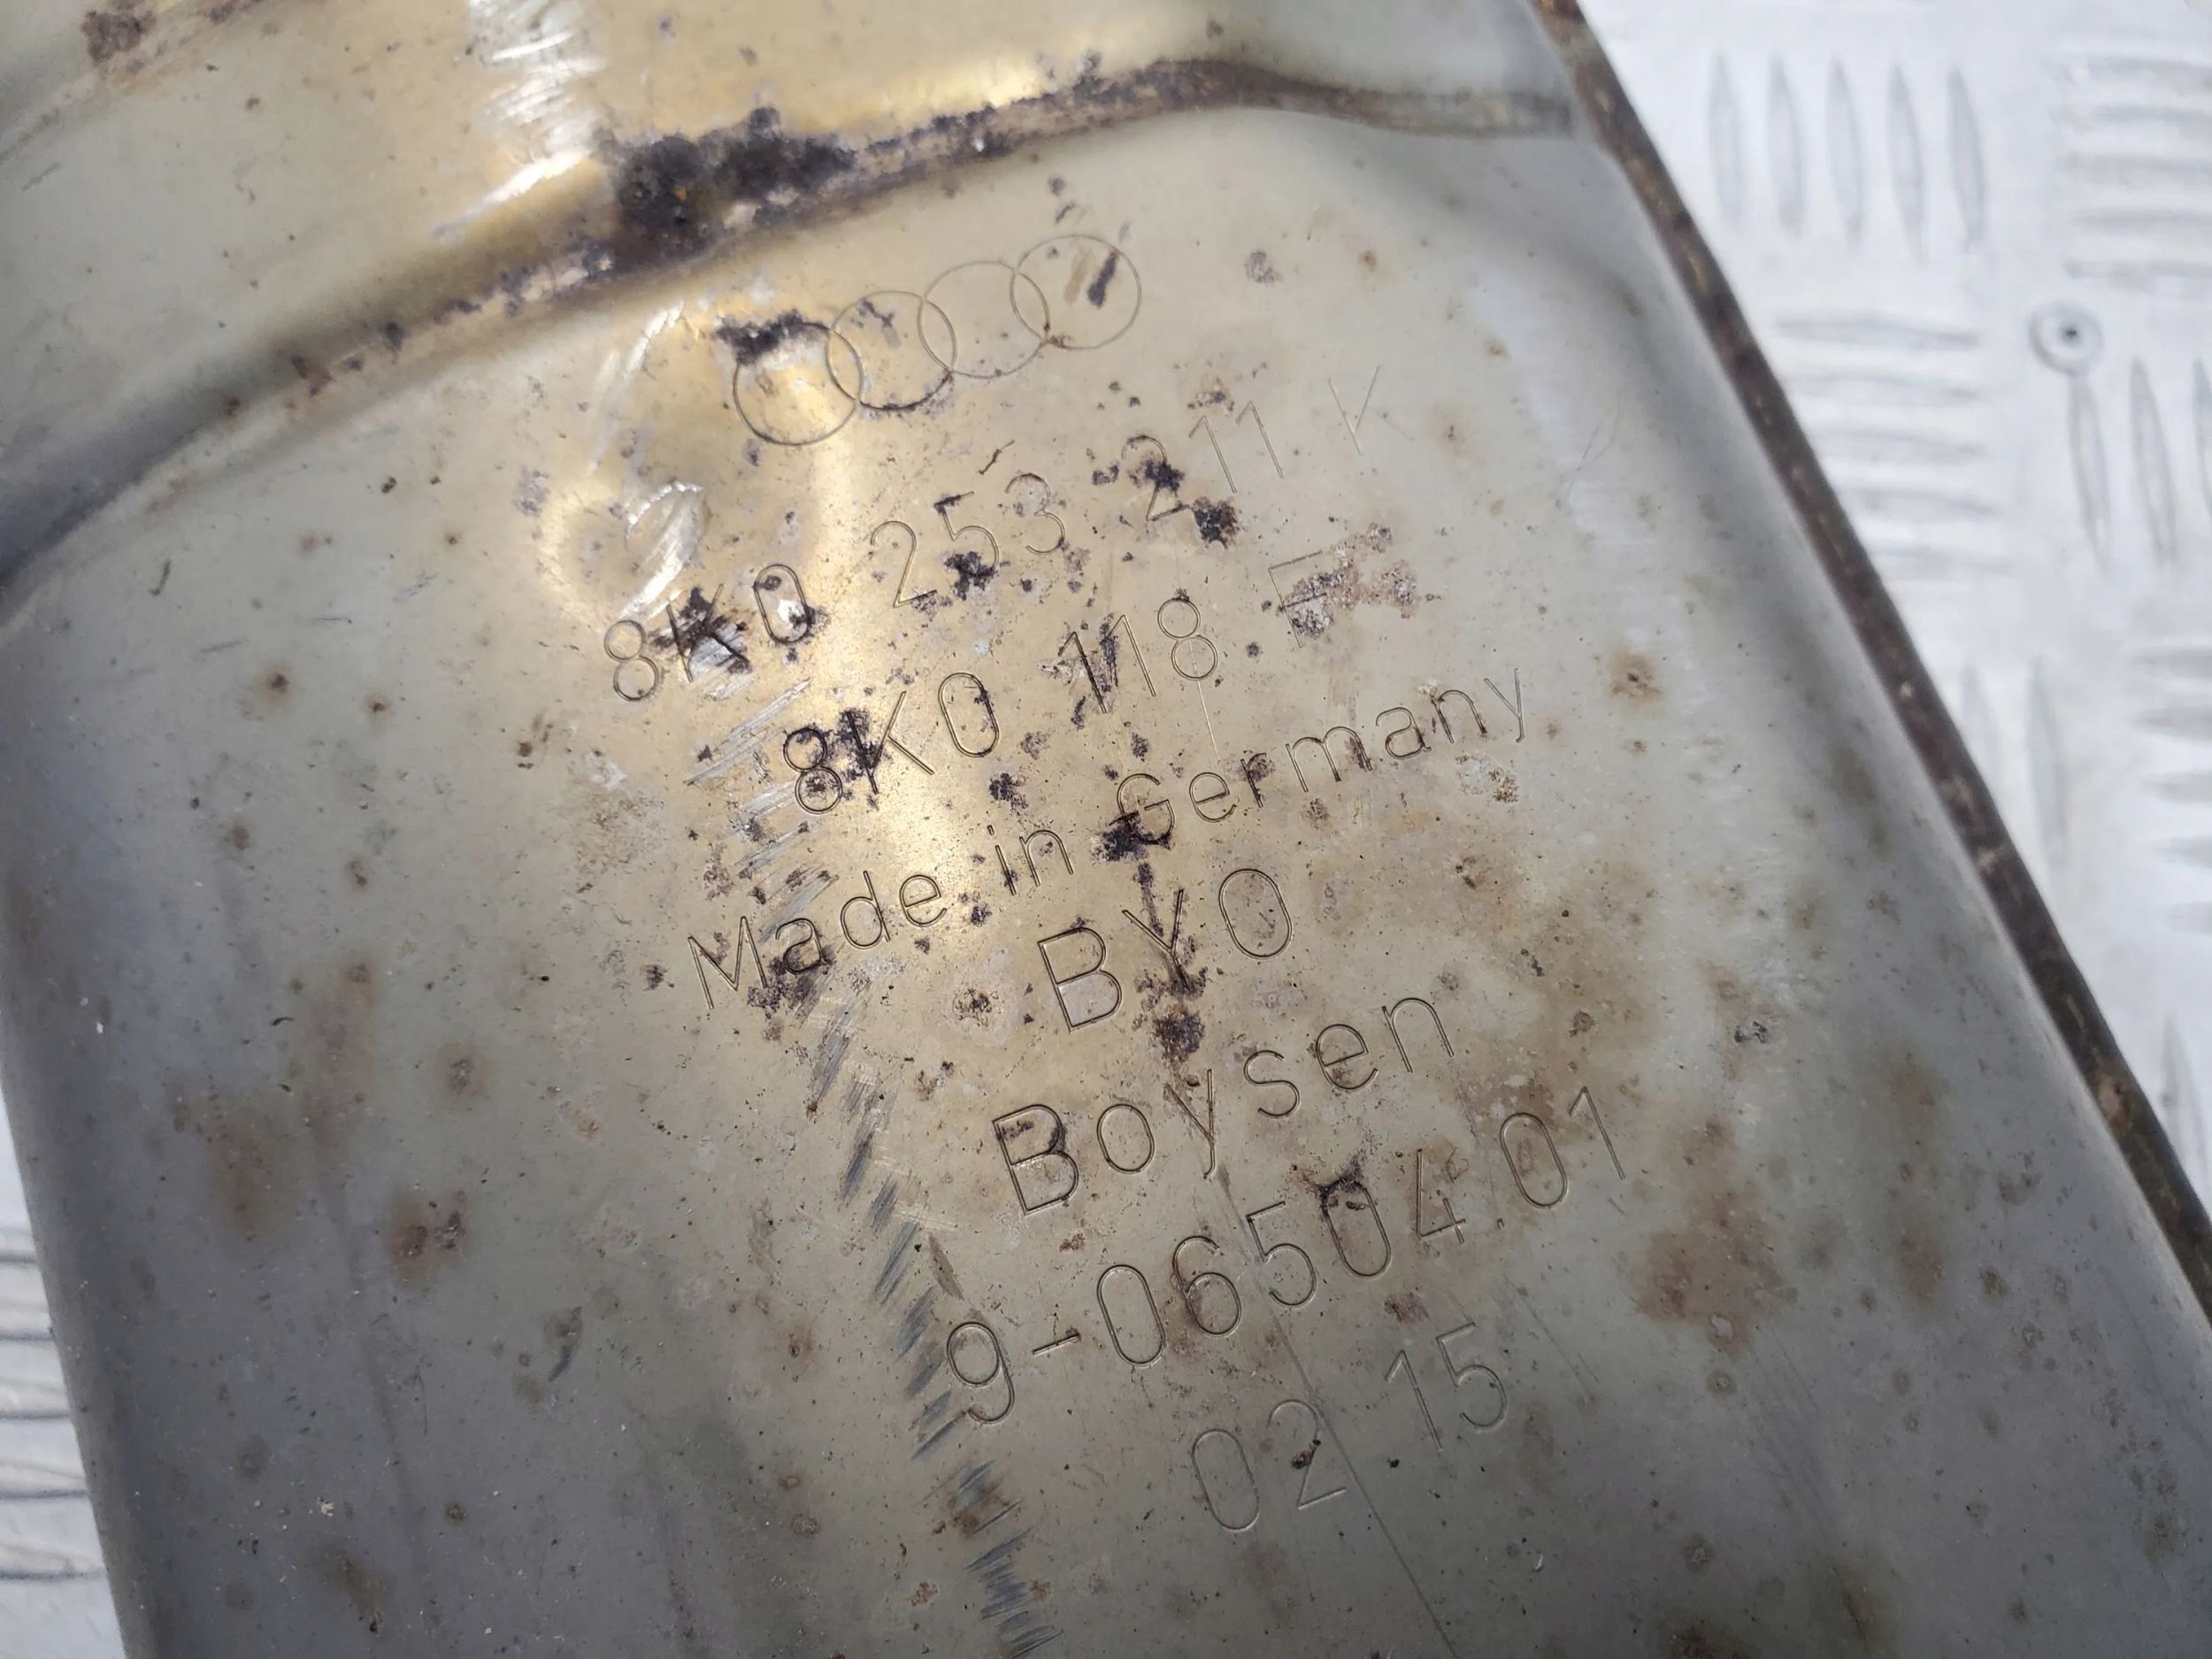 8K0 253 211 K
8K0 118 F
Made in Germany
BYO
Boysen
9-06504.01
02 15